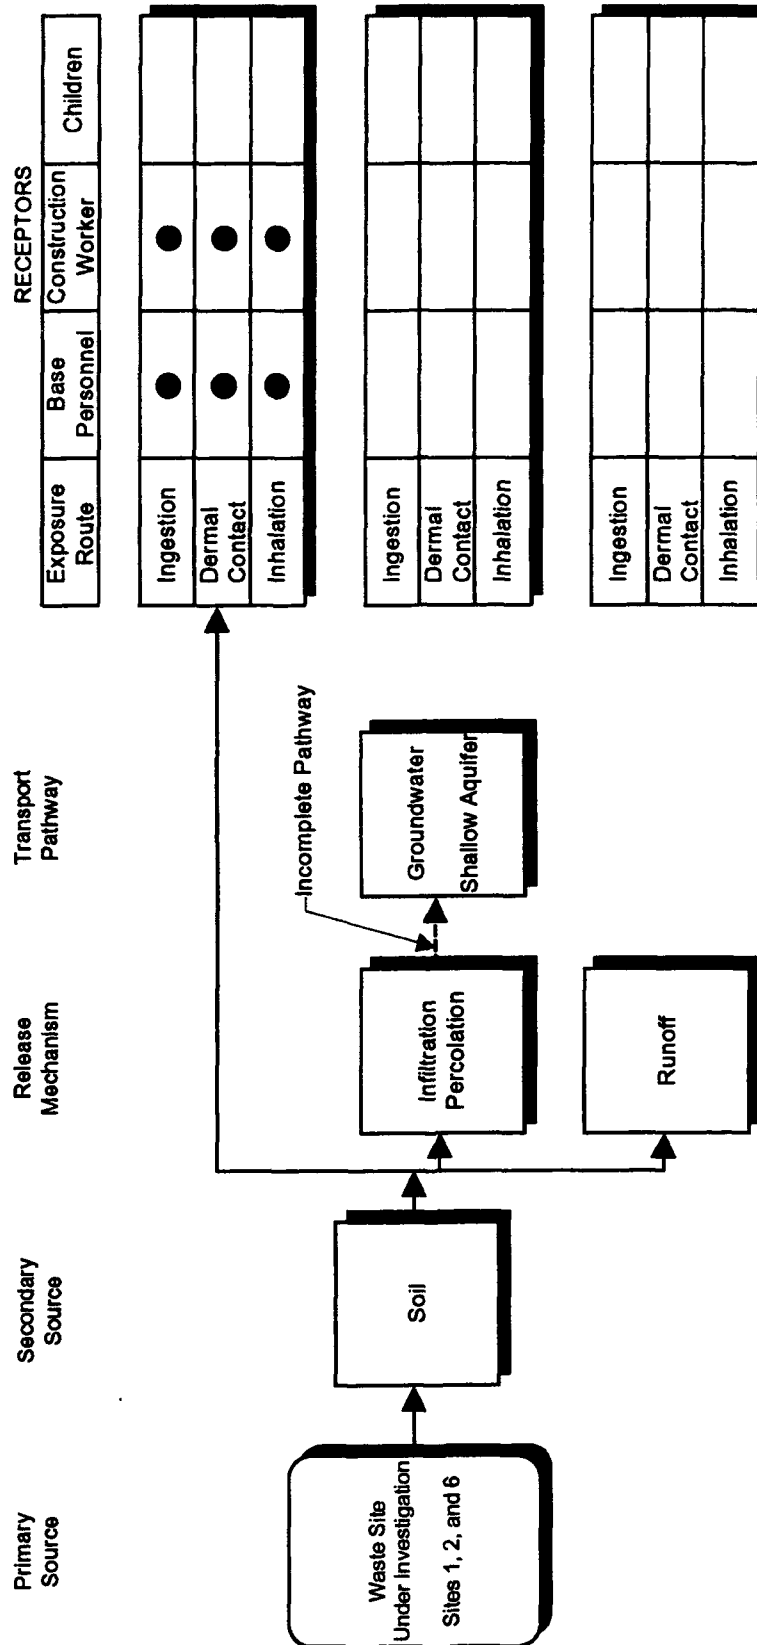 Primary
Source
Secondary
Source
Release
Mechanism
Transport
Pathway
RECEPTORS
Exposure
Route
Base
Personnel
Construction
Worker
Children
Waste Site
Under Investigation
Sites 1, 2, and 6
Soil
Infiltration
Percolation
Runoff
Incomplete Pathway
Groundwater
Shallow Aquifer
Ingestion
Dermal
Contact
Inhalation
Ingestion
Dermal
Contact
Inhalation
Ingestion
Dermal
Contact
Inhalation